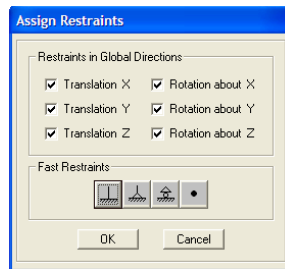 Assign Restraints
Restraints in Global Directions
Translation X Rotation about X
Translation Y Rotation about Y
Translation Z Rotation about Z
Fast Restraints
OK Cancel